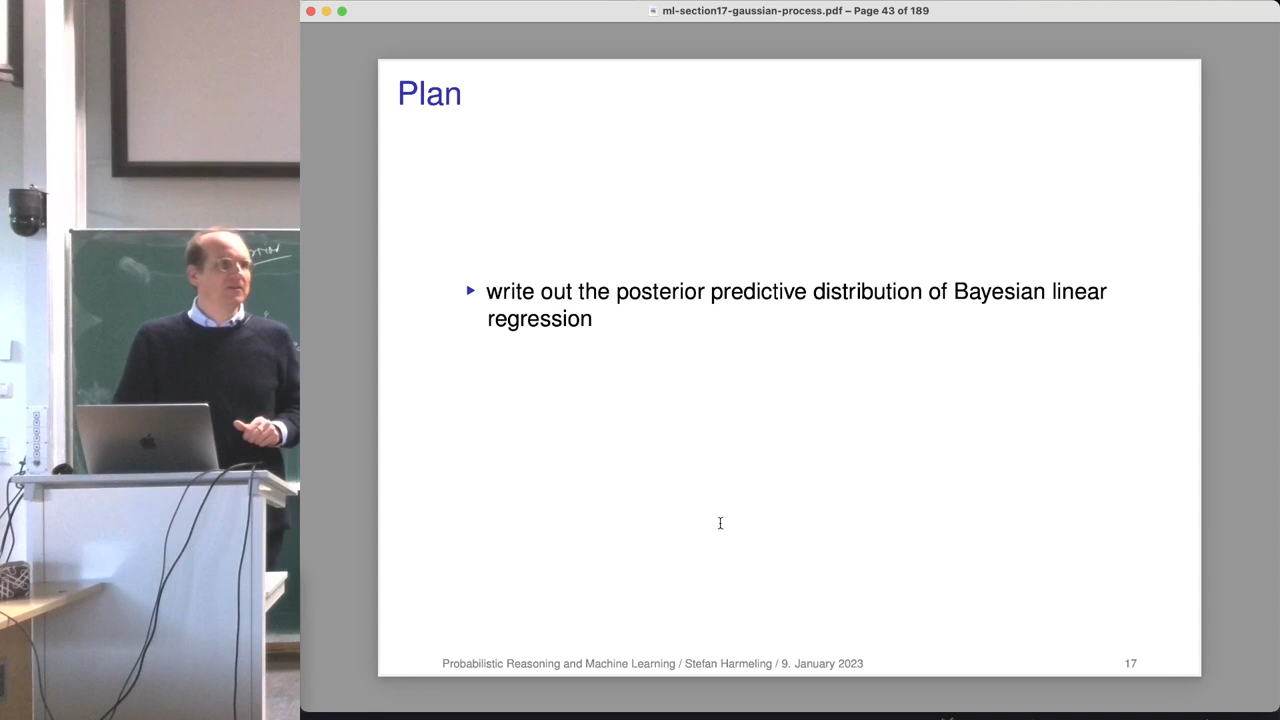 ml-section17-gaussian-process.pdf – Page 43 of 189
Plan
write out the posterior predictive distribution of Bayesian linear
regression
Probabilistic Reasoning and Machine Learning / Stefan Harmeling / 9. January 2023
17